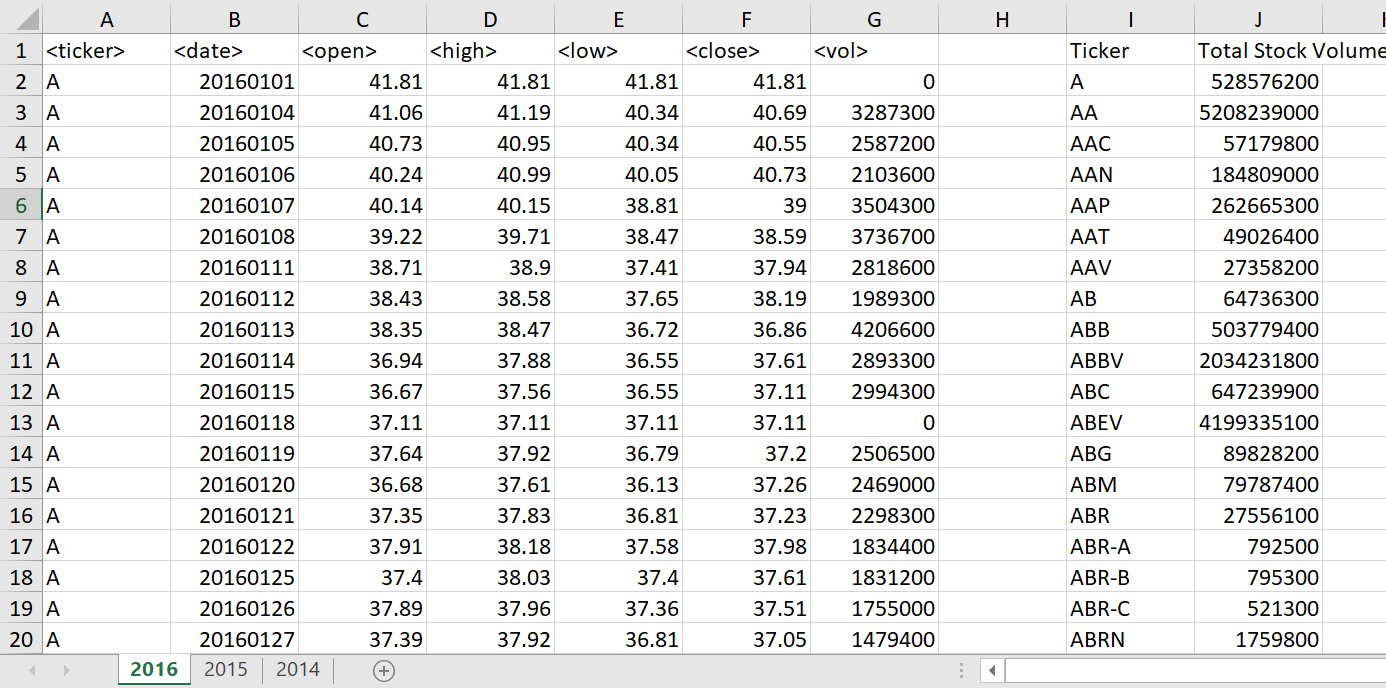 A B C D E F G H I J
1 <ticker> <date> <open> <high> <low> <close> <vol> Ticker Total Stock Volume
2 A 20160101 41.81 41.81 41.81 41.81 0 A 528576200
3 A 20160104 41.06 41.19 40.34 40.69 3287300 AA 5208239000
4 A 20160105 40.73 40.95 40.34 40.55 2587200 AAC 57179800
5 A 20160106 40.24 40.99 40.05 40.73 2103600 AAN 184809000
6 A 20160107 40.14 40.15 38.81 39 3504300 AAP 262665300
7 A 20160108 39.22 39.71 38.47 38.59 3736700 AAT 49026400
8 A 20160111 38.71 38.9 37.41 37.94 2818600 AAV 27358200
9 A 20160112 38.43 38.58 37.65 38.19 1989300 AB 64736300
10 A 20160113 38.35 38.47 36.72 36.86 4206600 ABB 503779400
11 A 20160114 36.94 37.88 36.55 37.61 2893300 ABBV 2034231800
12 A 20160115 36.67 37.56 36.55 37.11 2994300 ABC 647239900
13 A 20160118 37.11 37.11 37.11 37.11 0 ABEV 4199335100
14 A 20160119 37.64 37.92 36.79 37.2 2506500 ABG 89828200
15 A 20160120 36.68 37.61 36.13 37.26 2469000 ABM 79787400
16 A 20160121 37.35 37.83 36.81 37.23 2298300 ABR 27556100
17 A 20160122 37.91 38.18 37.58 37.98 1834400 ABR-A 792500
18 A 20160125 37.4 38.03 37.4 37.61 1831200 ABR-B 795300
19 A 20160126 37.89 37.96 37.36 37.51 1755000 ABR-C 521300
20 A 20160127 37.39 37.92 36.81 37.05 1479400 ABRN 1759800
2016 2015 2014